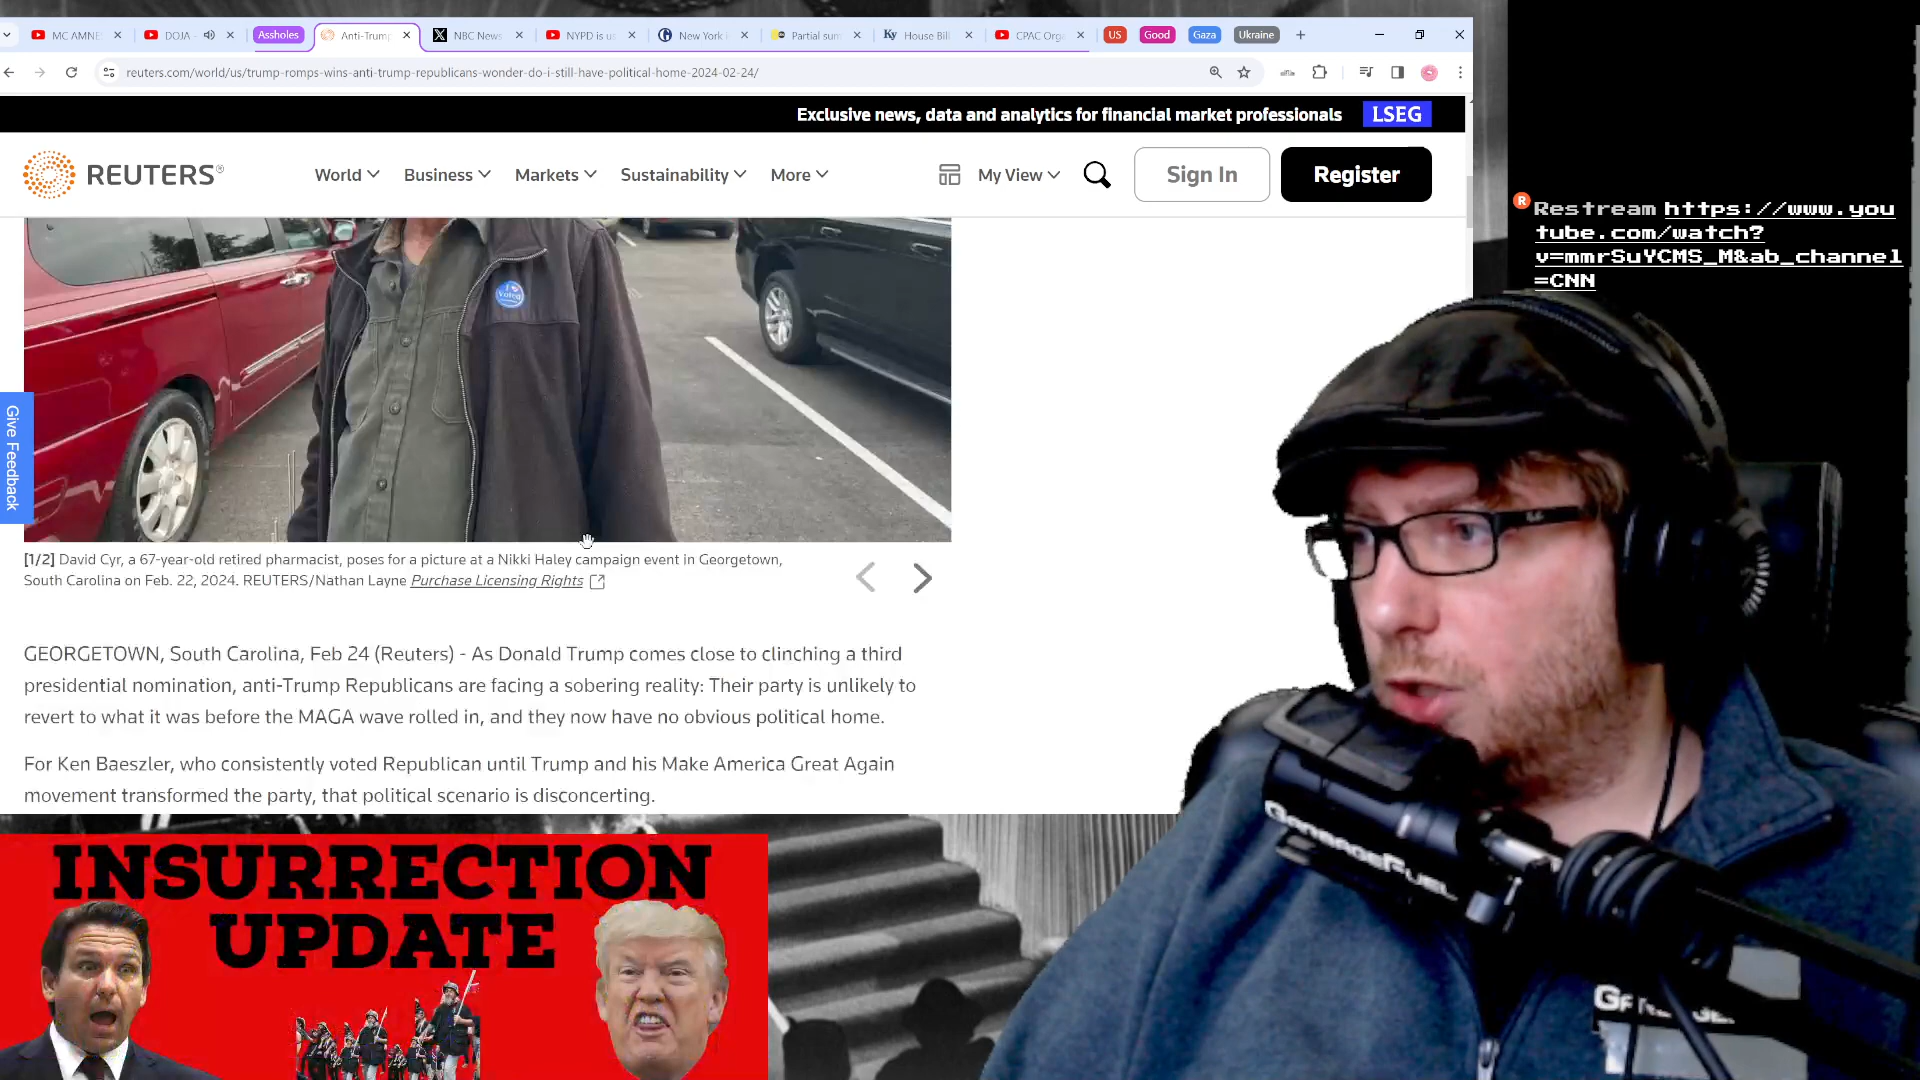 MC AMNE
DOJA
Assholes
Anti-Trump
NBC News
NYPD is u
New York
Partial sum
Ky House Bill
CPAC Org
US
Good
Gaza
Ukraine
reuters.com/world/us/trump-romps-wins-anti-trump-republicans-wonder-do-i-still-have-political-home-2024-02-24/
Exclusive news, data and analytics for financial market professionals LSEG
REUTERS®
World
Business
Markets
Sustainability
More
My View
Sign In
Register
Restream https://www.you
tube.com/watch?
v=mmrSuYCMS_M&ab_channel
=CNN
I Voted
Give Feedback
[1/2] David Cyr, a 67-year-old retired pharmacist, poses for a picture at a Nikki Haley campaign event in Georgetown,
South Carolina on Feb. 22, 2024. REUTERS/Nathan Layne Purchase Licensing Rights
GEORGETOWN, South Carolina, Feb 24 (Reuters) - As Donald Trump comes close to clinching a third
presidential nomination, anti-Trump Republicans are facing a sobering reality: Their party is unlikely to
revert to what it was before the MAGA wave rolled in, and they now have no obvious political home.
For Ken Baeszler, who consistently voted Republican until Trump and his Make America Great Again
movement transformed the party, that political scenario is disconcerting.
INSURRECTION
UPDATE